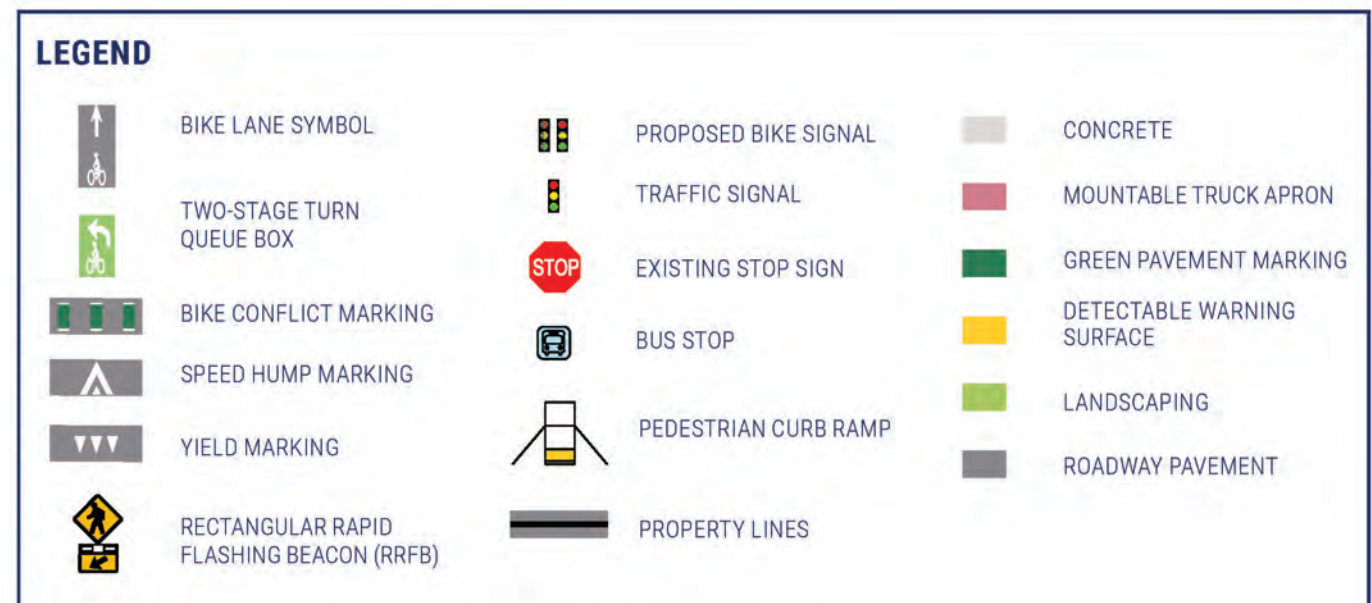 LEGEND
BIKE LANE SYMBOL
TWO-STAGE TURN
QUEUE BOX
BIKE CONFLICT MARKING
SPEED HUMP MARKING
YIELD MARKING
RECTANGULAR RAPID
FLASHING BEACON (RRFB)
PROPOSED BIKE SIGNAL
TRAFFIC SIGNAL
STOP
EXISTING STOP SIGN
BUS STOP
PEDESTRIAN CURB RAMP
PROPERTY LINES
CONCRETE
MOUNTABLE TRUCK APRON
GREEN PAVEMENT MARKING
DETECTABLE WARNING
SURFACE
LANDSCAPING
ROADWAY PAVEMENT